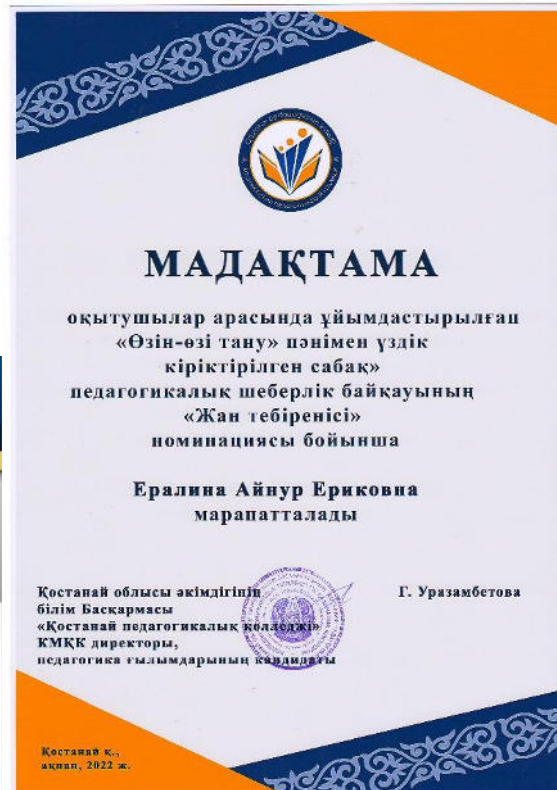 МАДАҚТАМА
оқытушылар арасында ұйымдастырылған
«Өзін-өзі тану» пәнімен үздік
кіріктірілген сабақ»
педагогикалық шеберлік байқауының
«Жан тебіренісі»
номинациясы бойынша
Ералина Айнур Ериковна
марапатталады
Қостанай облысы әкімдігінің
білім Басқармасы
«Қостанай педагогикалық колледжі»
КМҚК директоры,
педагогика ғылымдарының кандидаты
Г. Уразамбетова
Қостанай қ.,
ақпан, 2022 ж.